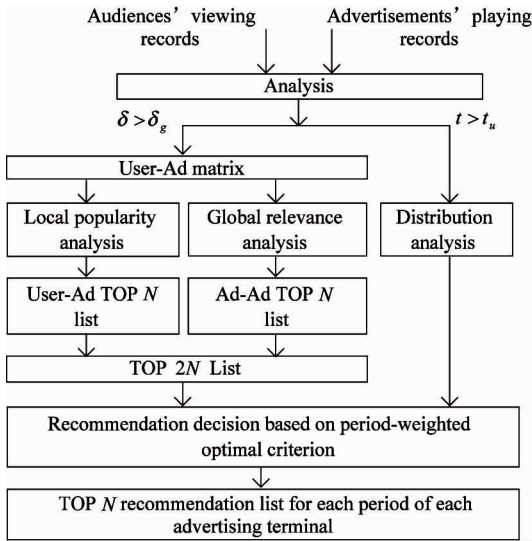 Audiences' viewing
records
Advertisements' playing
records
Analysis
δ>δg
t>tu
User-Ad matrix
Local popularity
analysis
Global relevance
analysis
Distribution
analysis
User-Ad TOP N
list
Ad-Ad TOP N
list
TOP 2N List
Recommendation decision based on period-weighted
optimal criterion
TOP N recommendation list for each period of each
advertising terminal